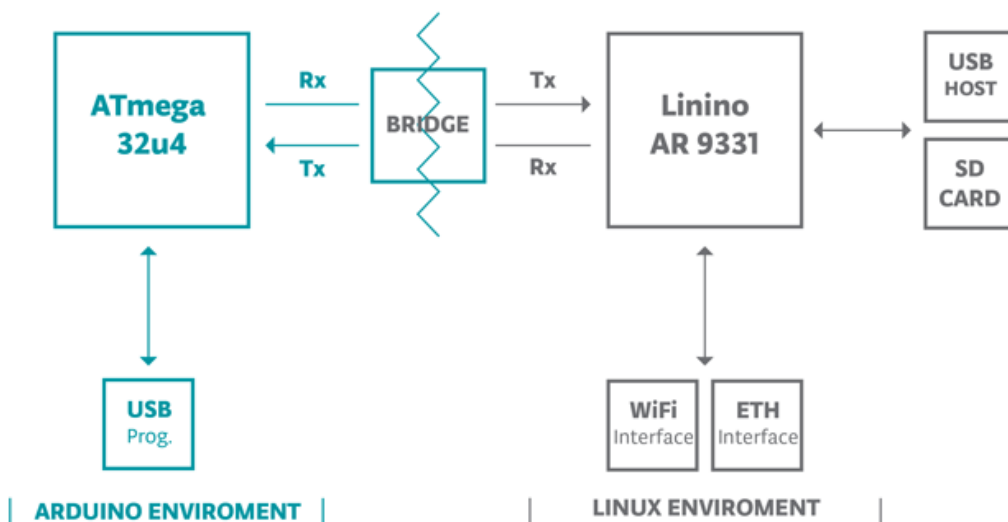 ATmega
32u4
Rx
Tx
BRIDGE
Tx
Rx
Linino
AR 9331
USB
HOST
SD
CARD
USB
Prog.
WiFi
Interface
ETH
Interface
ARDUINO ENVIROMENT
LINUX ENVIROMENT